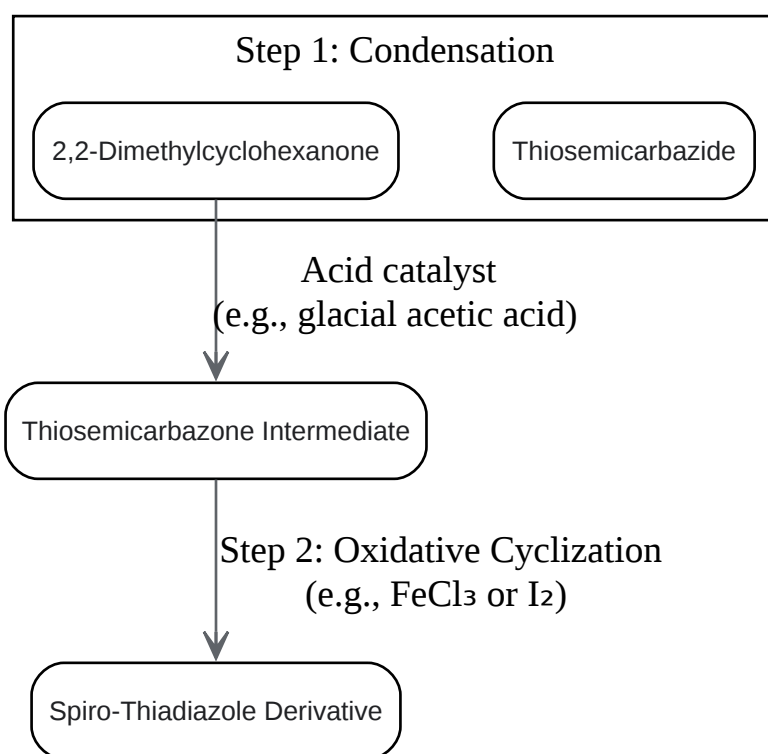 Step 1: Condensation
2,2-Dimethylcyclohexanone
Thiosemicarbazide
Acid catalyst
(e.g., glacial acetic acid)
Thiosemicarbazone Intermediate
Step 2: Oxidative Cyclization
(e.g., FeCl₃ or I₂)
Spiro-Thiadiazole Derivative